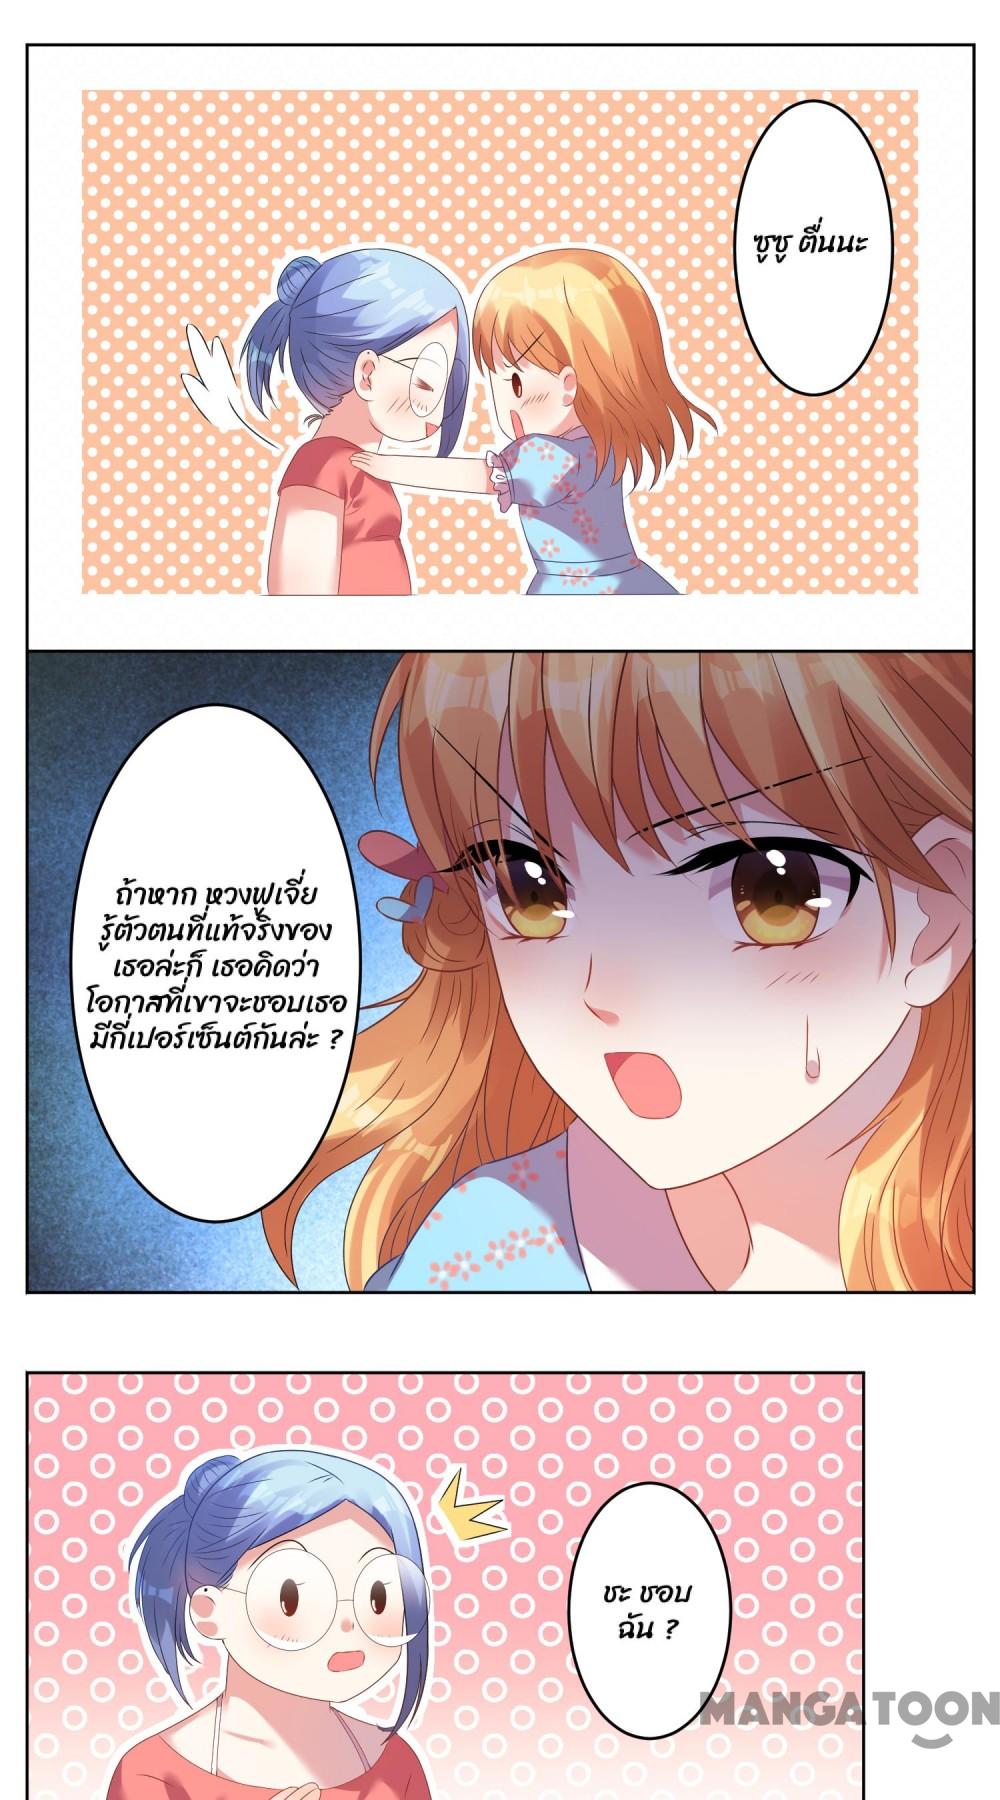 ซูซู ตื่นนะ
ถ้าหาก หวงฟูเจี๋ย
รู้ตัวตนที่แท้จริงของ
เธอล่ะก็ เธอคิดว่า
โอกาสที่เขาจะชอบเธอ
มีกี่เปอร์เซ็นต์กันล่ะ ?
ชะ ชอบ
ฉัน ?
MANGATOON